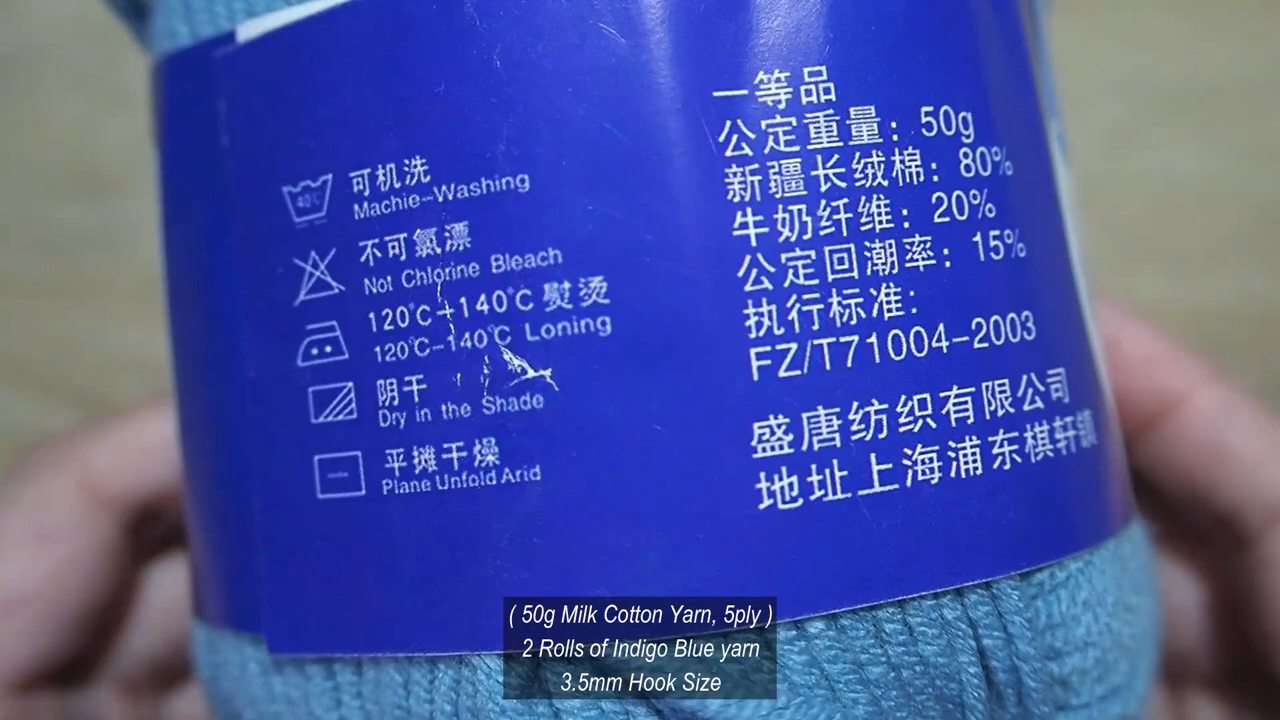 40℃
可机洗
Machie-Washing
不可氯漂
Not Chlorine Bleach
120℃-140℃ 熨烫
120℃-140℃ Loning
阴干
Dry in the Shade
平摊干燥
Plane Unfold Arid
一等品
公定重量: 50g
新疆长绒棉: 80%
牛奶纤维: 20%
公定回潮率: 15%
执行标准:
FZ/T71004-2003
盛唐纺织有限公司
地址上海浦东棋轩镇
( 50g Milk Cotton Yarn, 5ply )
2 Rolls of Indigo Blue yarn
3.5mm Hook Size